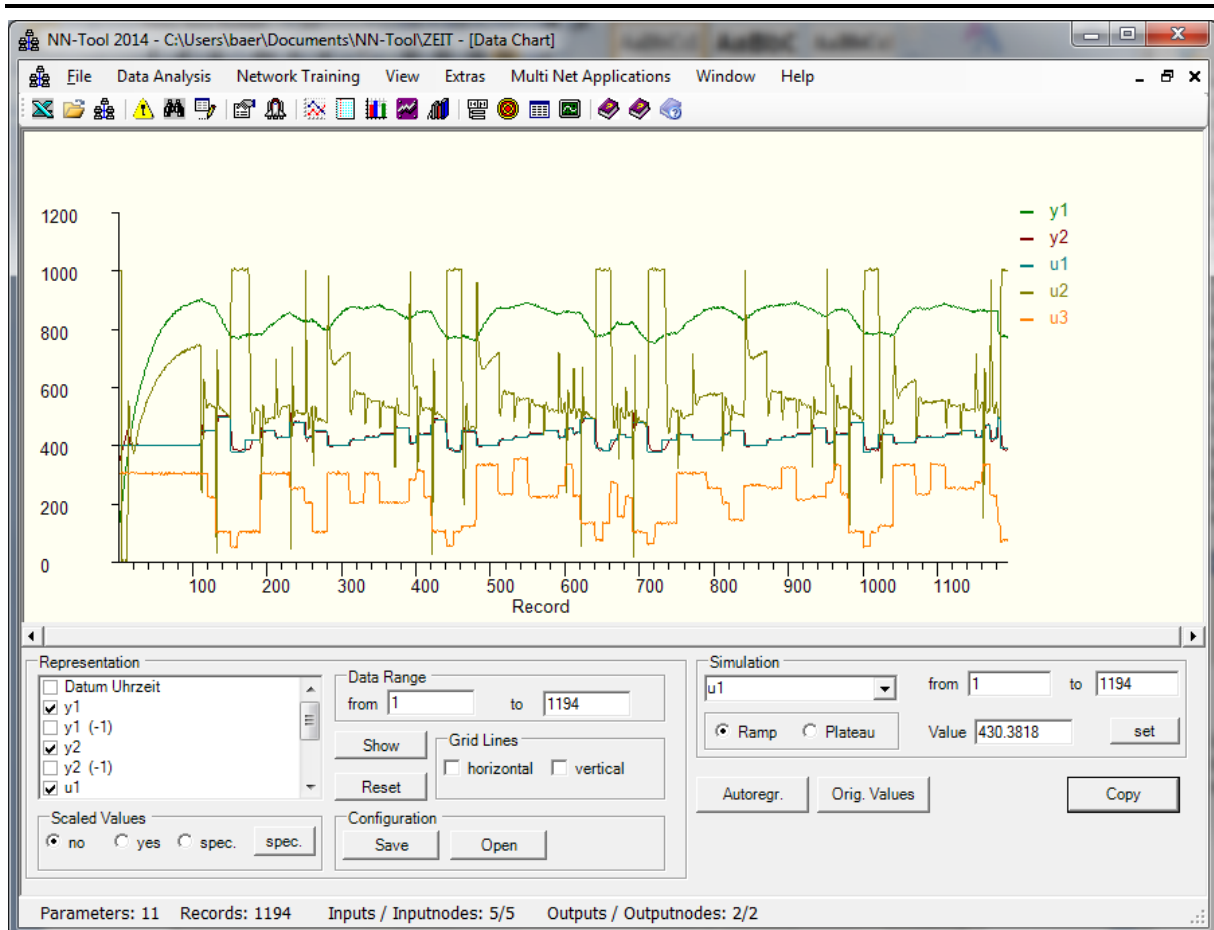 NN-Tool 2014 - C:\Users\baer\Documents\NN-Tool\ZEIT - [Data Chart]
File Data Analysis Network Training View Extras Multi Net Applications Window Help
1200
1000
800
600
400
200
0
100 200 300 400 500 600 700 800 900 1000 1100
Record
y1
y2
u1
u2
u3
Representation
Datum Uhrzeit
y1
y1 (-1)
y2
y2 (-1)
u1
Scaled Values
no yes spec. spec.
Data Range
from 1 to 1194
Show
Reset
Grid Lines
horizontal vertical
Configuration
Save Open
Simulation
u1 from 1 to 1194
Ramp Plateau Value 430.3818 set
Autoregr. Orig. Values Copy
Parameters: 11 Records: 1194 Inputs / Inputnodes: 5/5 Outputs / Outputnodes: 2/2